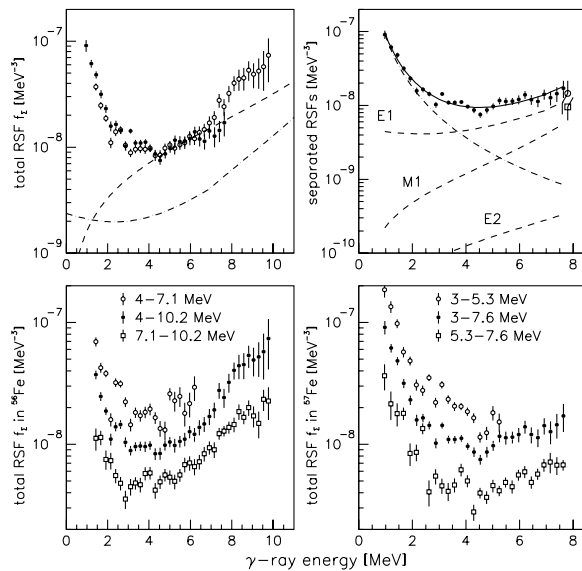 total RSF f_Σ [MeV⁻³]
10⁻⁷
10⁻⁸
10⁻⁹
0 2 4 6 8 10
separated RSFs [MeV⁻³]
10⁻⁷
10⁻⁸
10⁻⁹
10⁻¹⁰
E1
M1
E2
0 2 4 6 8
total RSF f_Σ in ⁵⁶Fe [MeV⁻³]
10⁻⁷
10⁻⁸
4–7.1 MeV
4–10.2 MeV
7.1–10.2 MeV
0 2 4 6 8 10
total RSF f_Σ in ⁵⁷Fe [MeV⁻³]
10⁻⁷
10⁻⁸
3–5.3 MeV
3–7.6 MeV
5.3–7.6 MeV
0 2 4 6 8
γ–ray energy [MeV]